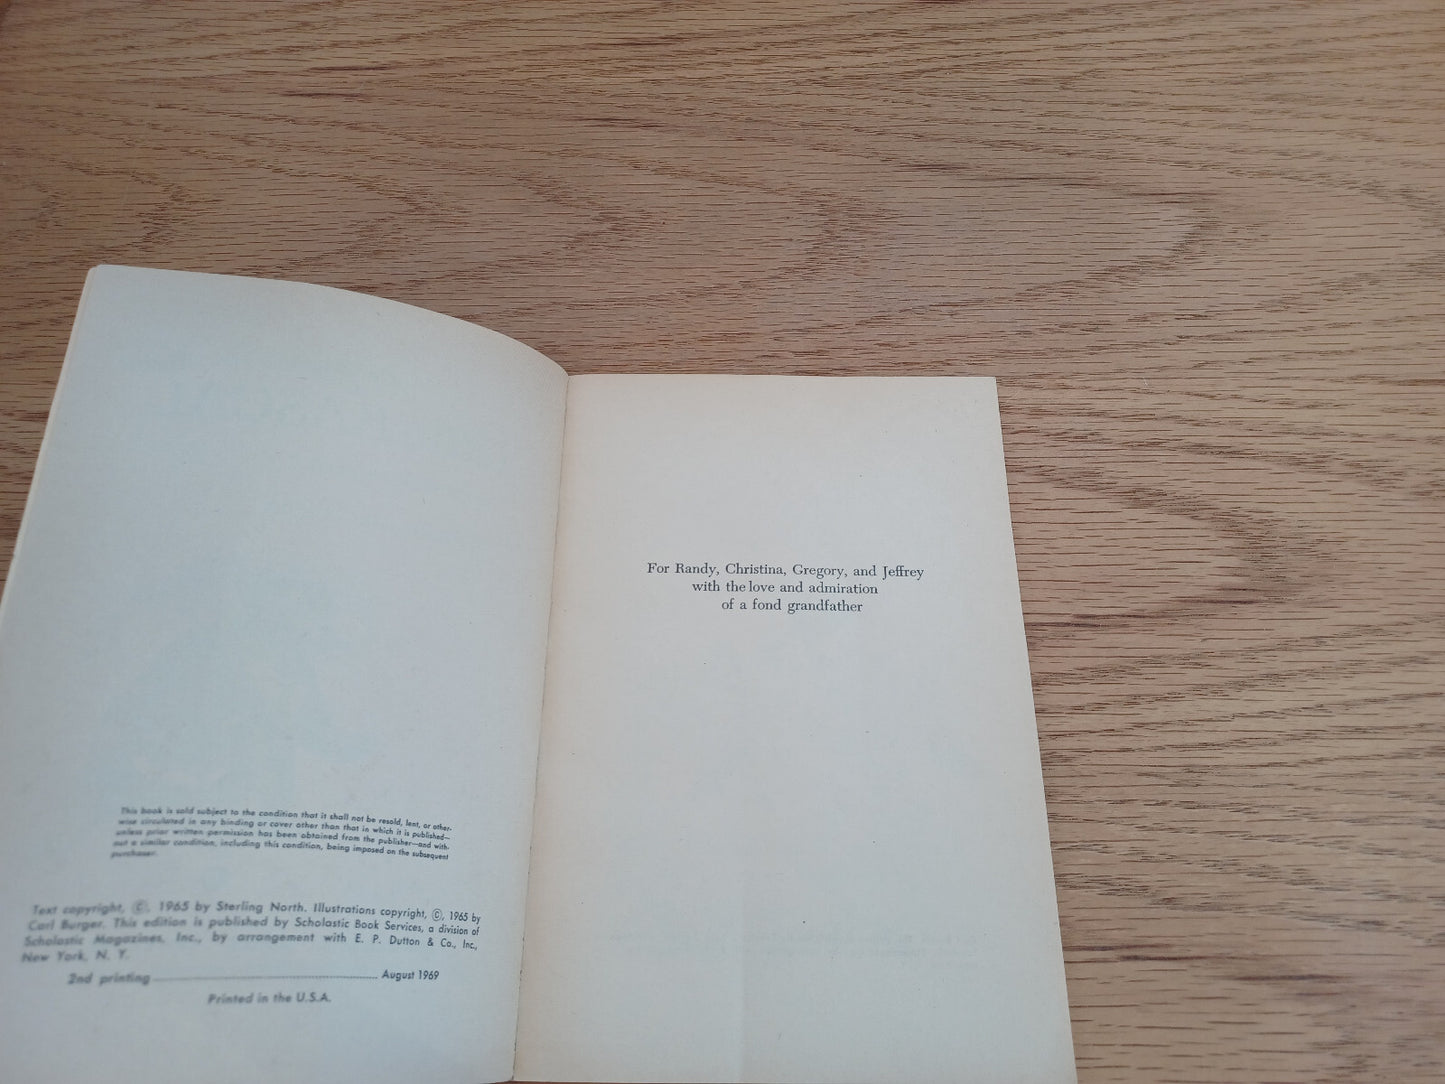 This book is sold subject to the condition that it shall not be resold, lent, or other-
wise circulated in any binding or cover other than that in which it is published—
unless prior written permission has been obtained from the publisher—and with-
out a similar condition, including this condition, being imposed on the subsequent
purchaser.
Text copyright, ©, 1965 by Sterling North. Illustrations copyright, ©, 1965 by
Carl Burger. This edition is published by Scholastic Book Services, a division of
Scholastic Magazines, Inc., by arrangement with E. P. Dutton & Co., Inc.,
New York, N. Y.
2nd printing ........................................ August 1969
Printed in the U.S.A.
For Randy, Christina, Gregory, and Jeffrey
with the love and admiration
of a fond grandfather